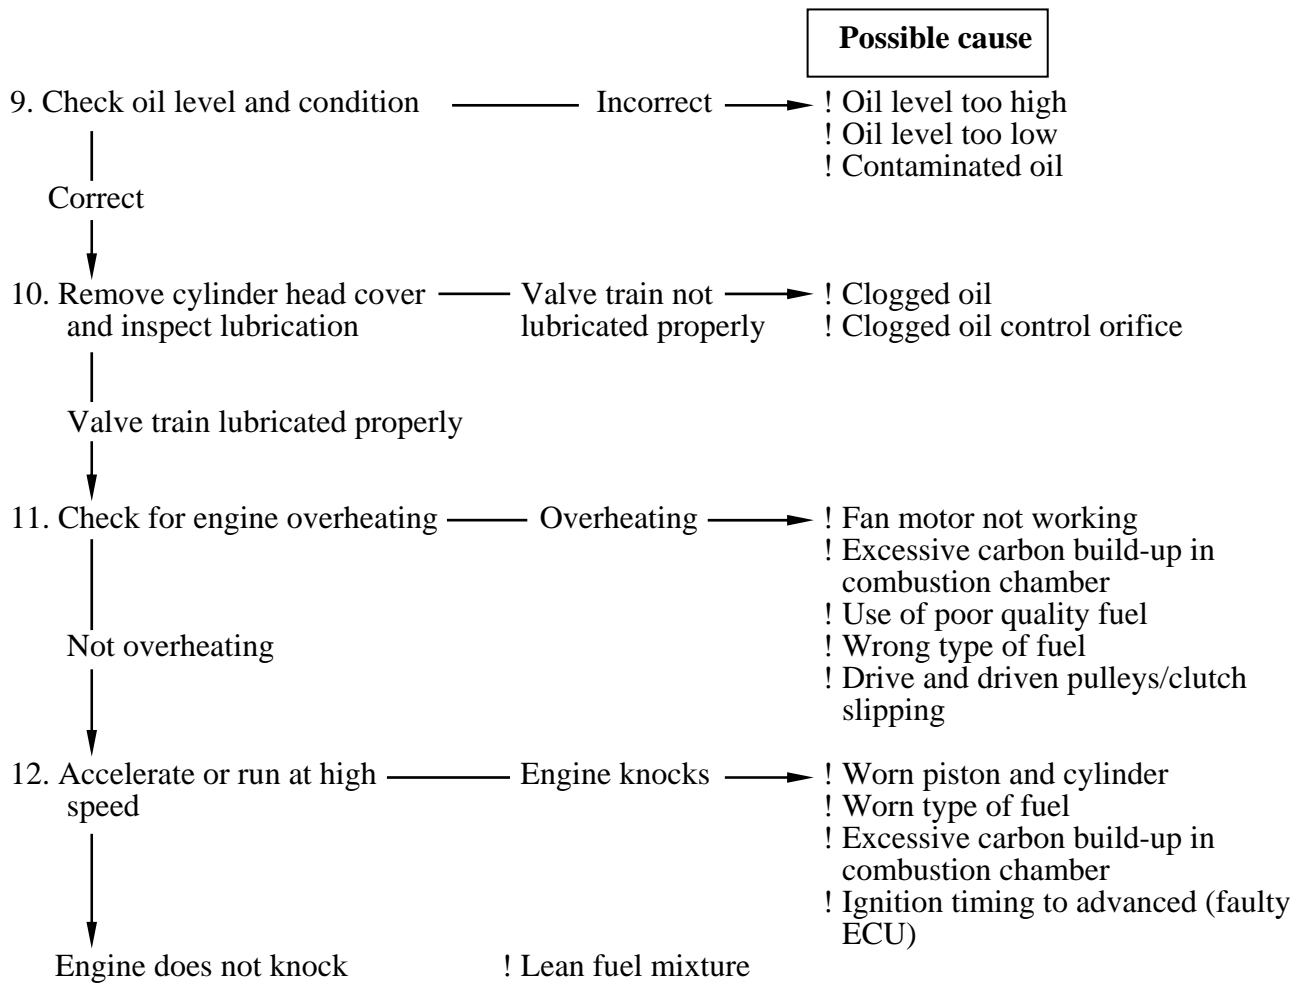 Possible cause
9. Check oil level and condition Incorrect ! Oil level too high
! Oil level too low
! Contaminated oil
Correct
10. Remove cylinder head cover Valve train not ! Clogged oil
and inspect lubrication lubricated properly ! Clogged oil control orifice
Valve train lubricated properly
11. Check for engine overheating Overheating ! Fan motor not working
! Excessive carbon build-up in
combustion chamber
! Use of poor quality fuel
Not overheating ! Wrong type of fuel
! Drive and driven pulleys/clutch
slipping
12. Accelerate or run at high Engine knocks ! Worn piston and cylinder
speed ! Worn type of fuel
! Excessive carbon build-up in
combustion chamber
! Ignition timing to advanced (faulty
ECU)
Engine does not knock ! Lean fuel mixture